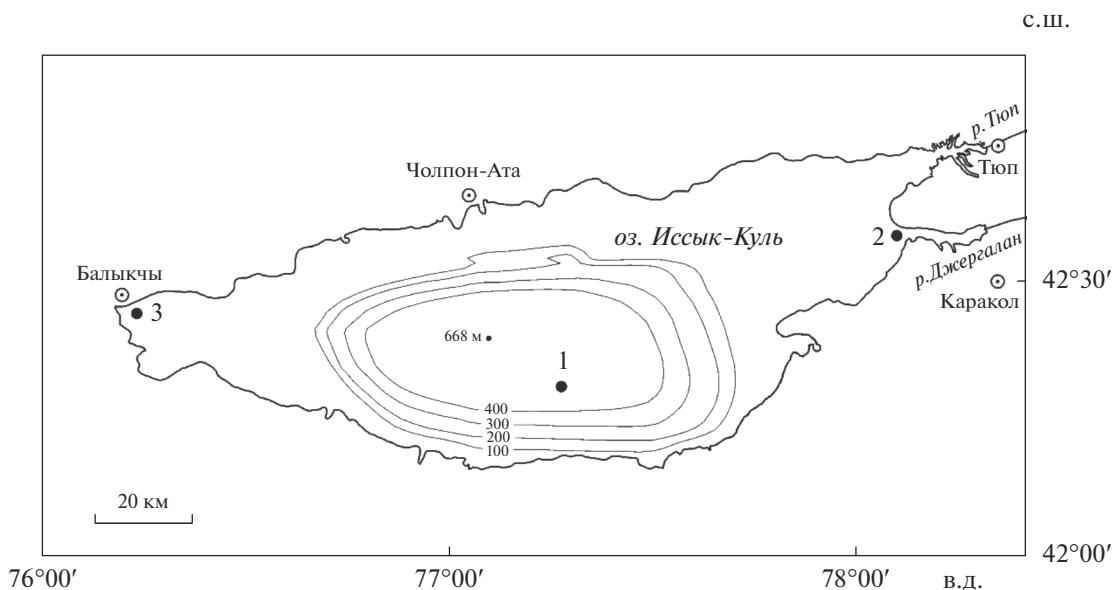 с.ш.
р.Тюп
Тюп
Чолпон-Ата
оз. Иссык-Куль
2
р.Джергалан
Балыкчы
42°30′
Каракол
3
668 м
1
400
300
200
100
20 км
42°00′
76°00′
77°00′
78°00′
в.д.